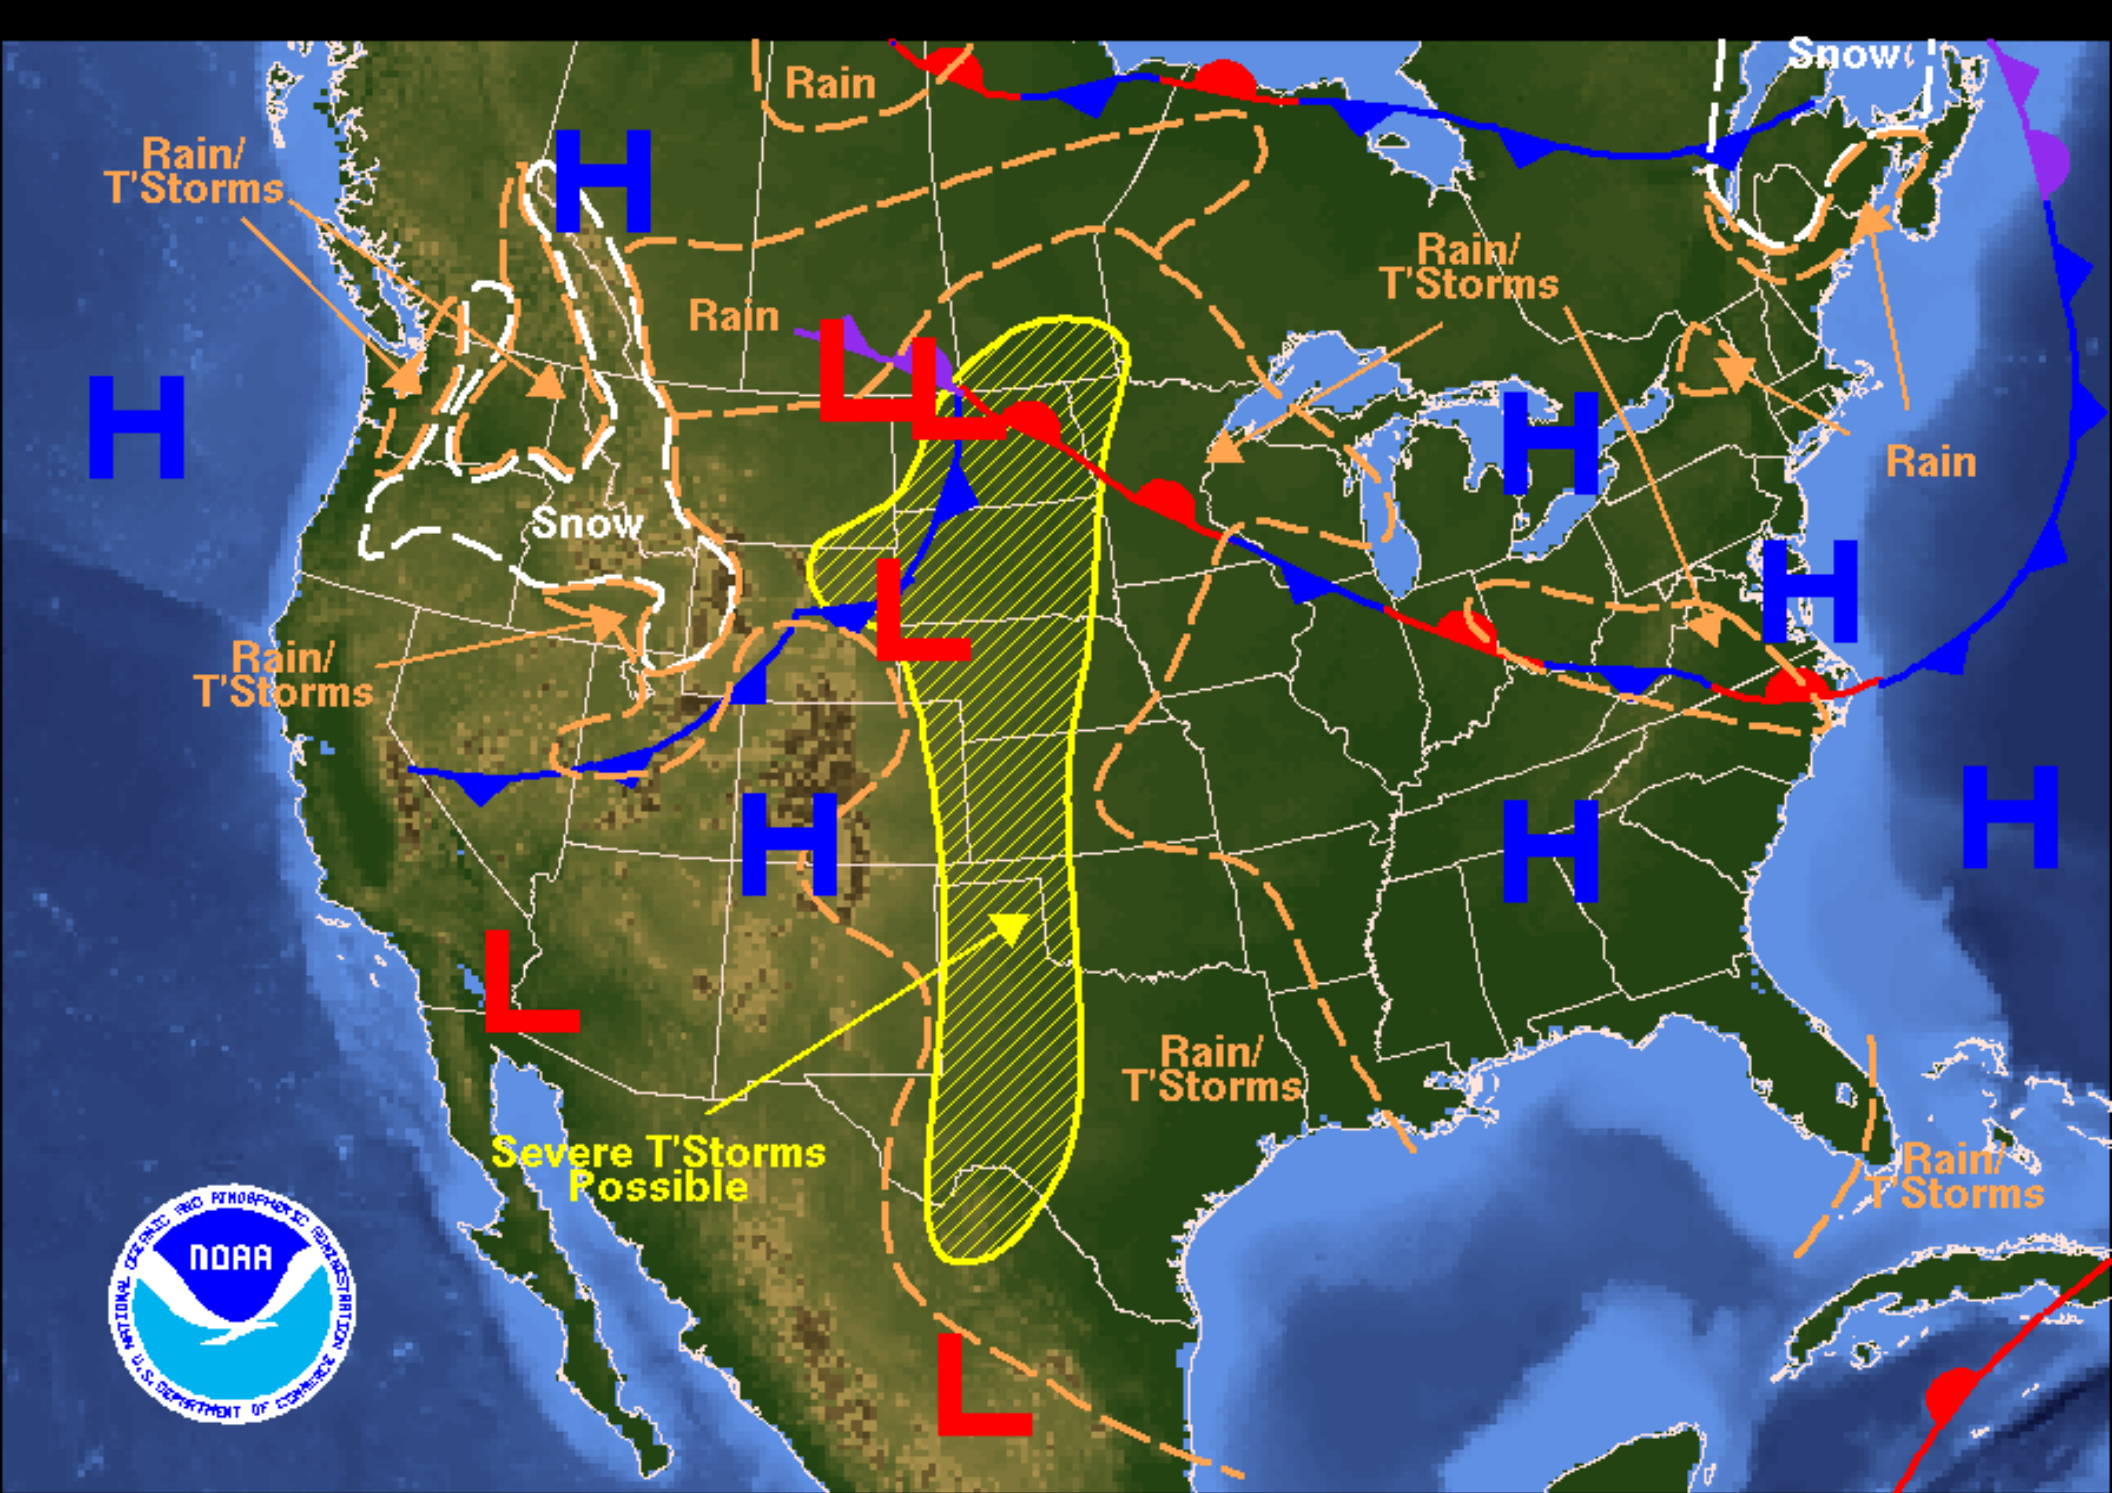 Snow
Rain
Rain/
T'Storms
H
Rain/
T'Storms
Rain
L
L
H
H
Rain
Snow
H
L
Rain/
T'Storms
H
H
H
L
Rain/
T'Storms
Severe T'Storms
Possible
Rain/
T'Storms
NOAA
NATIONAL OCEANIC AND ATMOSPHERIC ADMINISTRATION
U.S. DEPARTMENT OF COMMERCE
L
H